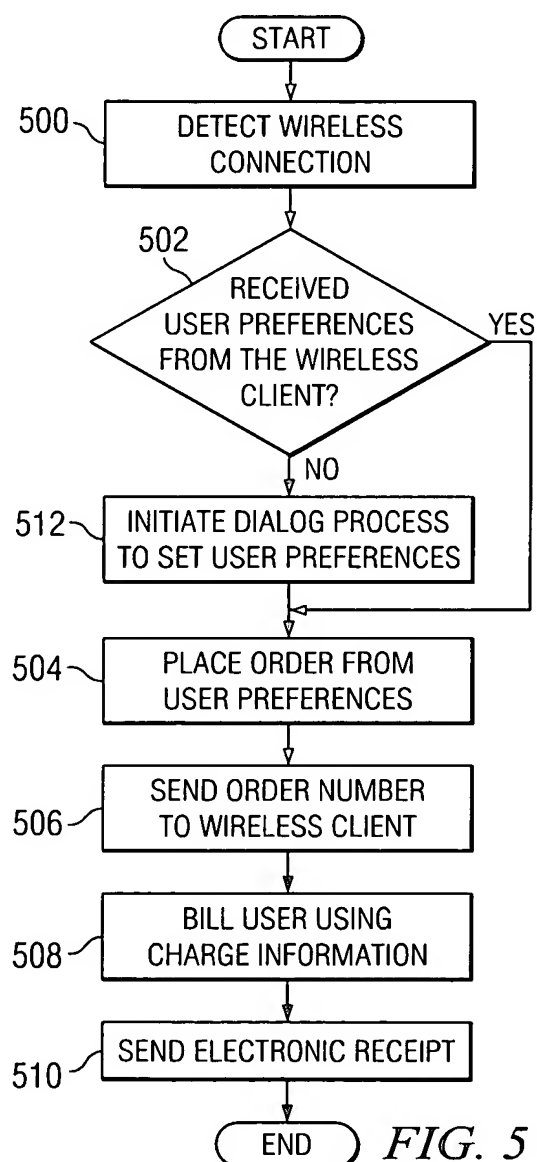 START
500
DETECT WIRELESS
CONNECTION
502
RECEIVED
USER PREFERENCES
FROM THE WIRELESS
CLIENT?
YES
NO
512
INITIATE DIALOG PROCESS
TO SET USER PREFERENCES
504
PLACE ORDER FROM
USER PREFERENCES
506
SEND ORDER NUMBER
TO WIRELESS CLIENT
508
BILL USER USING
CHARGE INFORMATION
510
SEND ELECTRONIC RECEIPT
END
FIG. 5